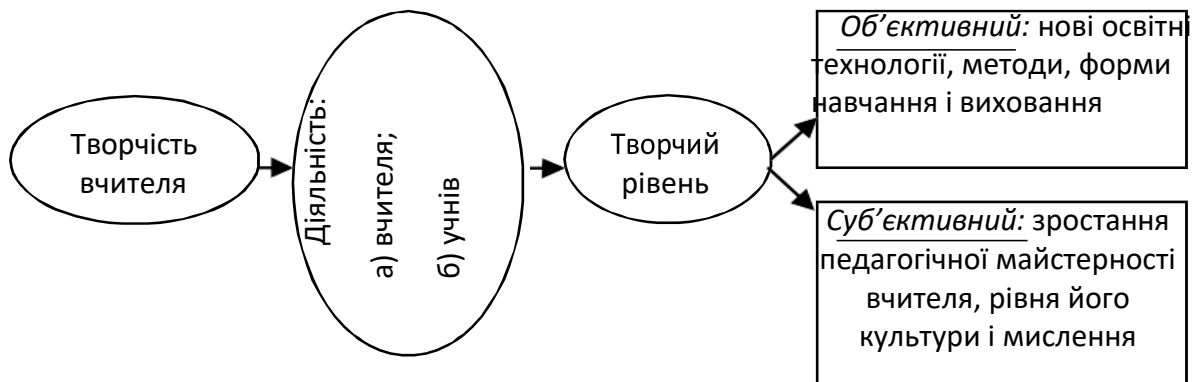 Творчість
вчителя
Діяльність:
а) вчителя;
б) учнів
Творчий
рівень
Об’єктивний: нові освітні
технології, методи, форми
навчання і виховання
Суб’єктивний: зростання
педагогічної майстерності
вчителя, рівня його
культури і мислення